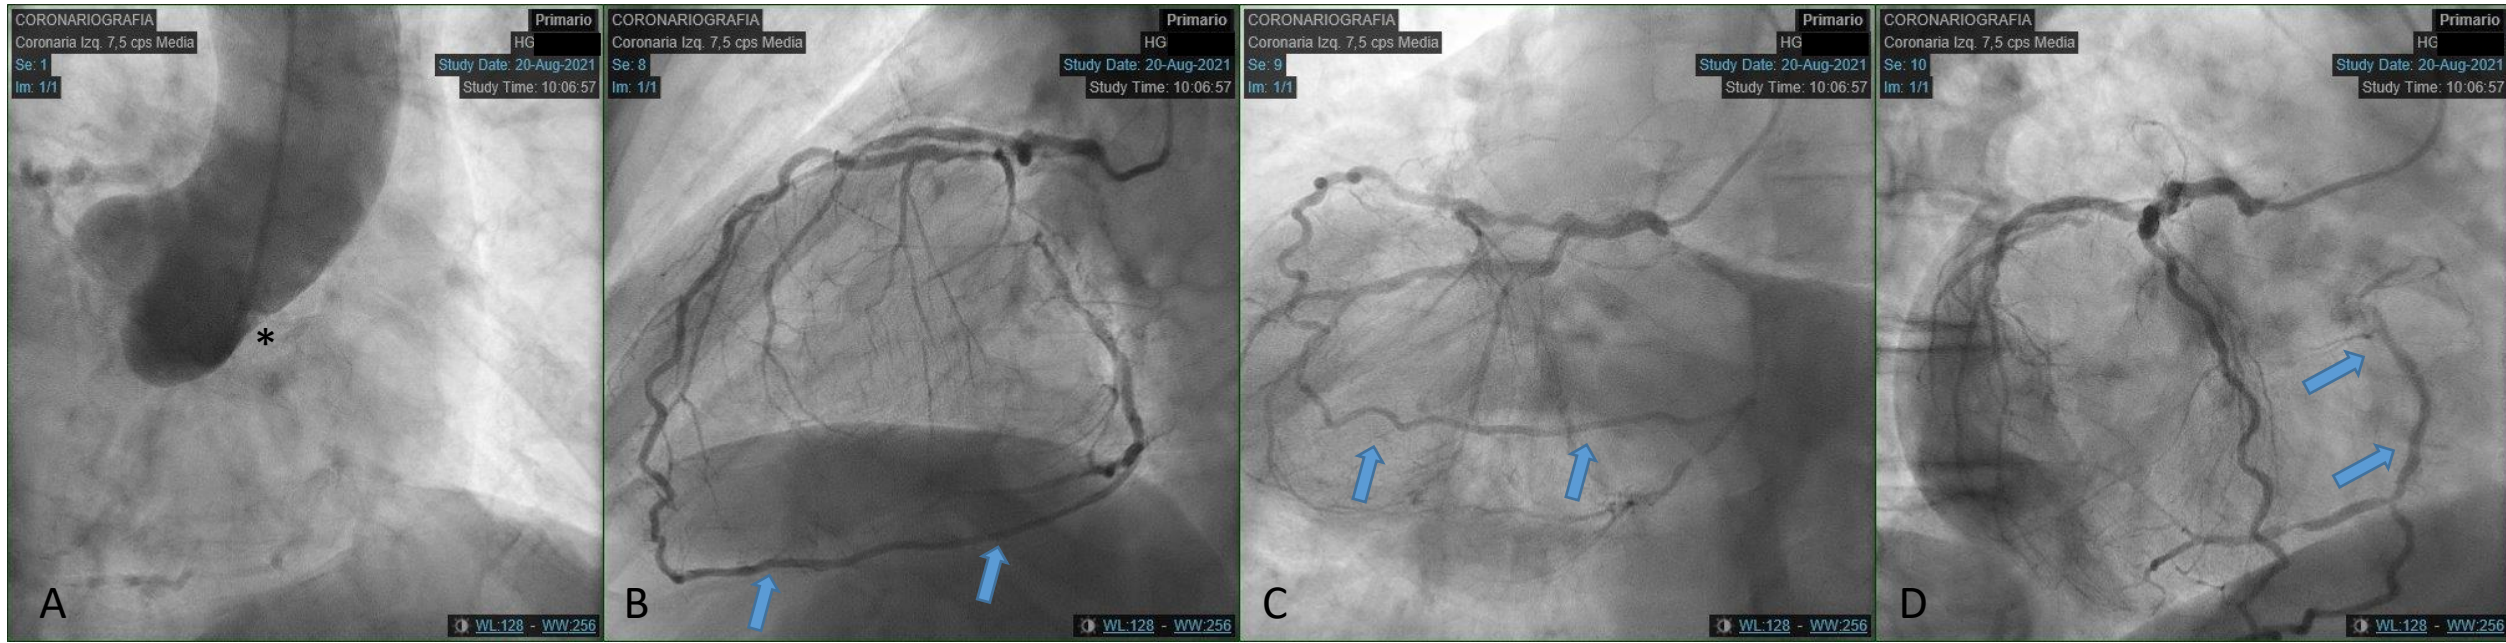 CORONARIOGRAFIA
Coronaria Izq. 7,5 cps Media
Se: 1
Im: 1/1
Primario
HG
Study Date: 20-Aug-2021
Study Time: 10:06:57
*
A
WL:128 - WW:256
CORONARIOGRAFIA
Coronaria Izq. 7,5 cps Media
Se: 8
Im: 1/1
Primario
HG
Study Date: 20-Aug-2021
Study Time: 10:06:57
B
WL:128 - WW:256
CORONARIOGRAFIA
Coronaria Izq. 7,5 cps Media
Se: 9
Im: 1/1
Primario
HG
Study Date: 20-Aug-2021
Study Time: 10:06:57
C
WL:128 - WW:256
CORONARIOGRAFIA
Coronaria Izq. 7,5 cps Media
Se: 10
Im: 1/1
Primario
HG
Study Date: 20-Aug-2021
Study Time: 10:06:57
D
WL:128 - WW:256